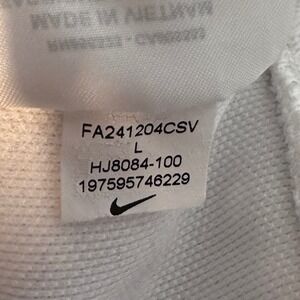 MADE IN VIETNAM
FA241204CSV
L
HJ8084-100
197595746229